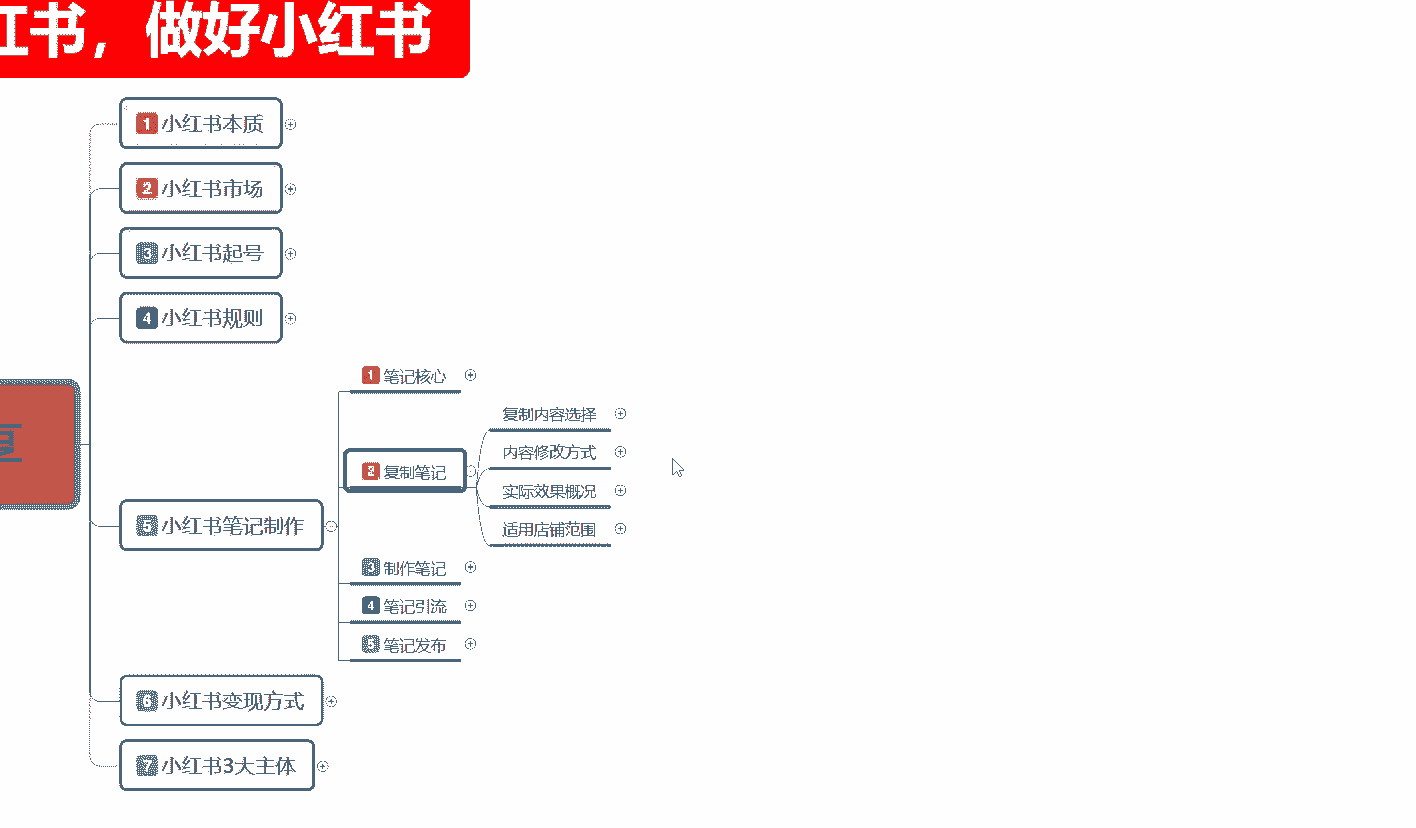 红书，做好小红书
1 小红书本质
2 小红书市场
3 小红书起号
4 小红书规则
5 小红书笔记制作
1 笔记核心
2 复制笔记
复制内容选择
内容修改方式
实际效果概况
适用店铺范围
3 制作笔记
4 笔记引流
5 笔记发布
6 小红书变现方式
7 小红书3大主体